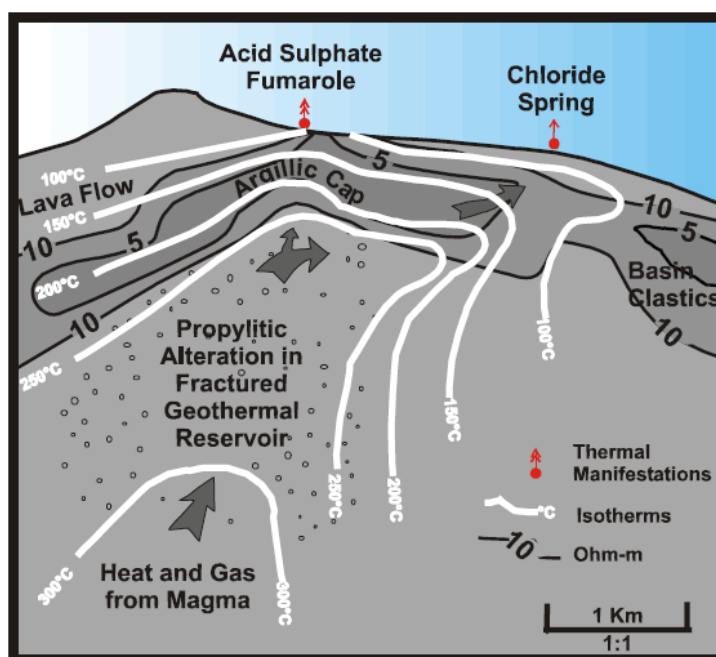 Acid Sulphate
Fumarole
Chloride
Spring
100°C
Lava Flow
150°C
10
5
200°C
10
250°C
Argillic Cap
5
10
5
Basin
Clastics
10
100°C
Propylitic
Alteration in
Fractured
Geothermal
Reservoir
150°C
250°C
200°C
300°C
300°C
Heat and Gas
from Magma
Thermal
Manifestations
°C
Isotherms
10
Ohm-m
1 Km
1:1